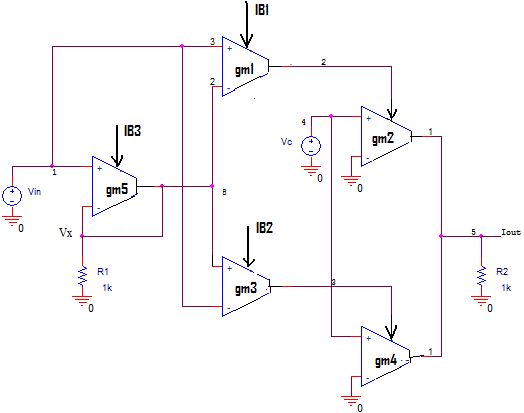 IB1
3
+
gm1
2
2
-
IB3
4
+
gm2
1
Vc
-
0
0
1
+
gm5
Vin
-
8
0
Vx
IB2
5
Iout
R1
1k
+
gm3
3
-
R2
1k
0
0
+
1
gm4
-
0